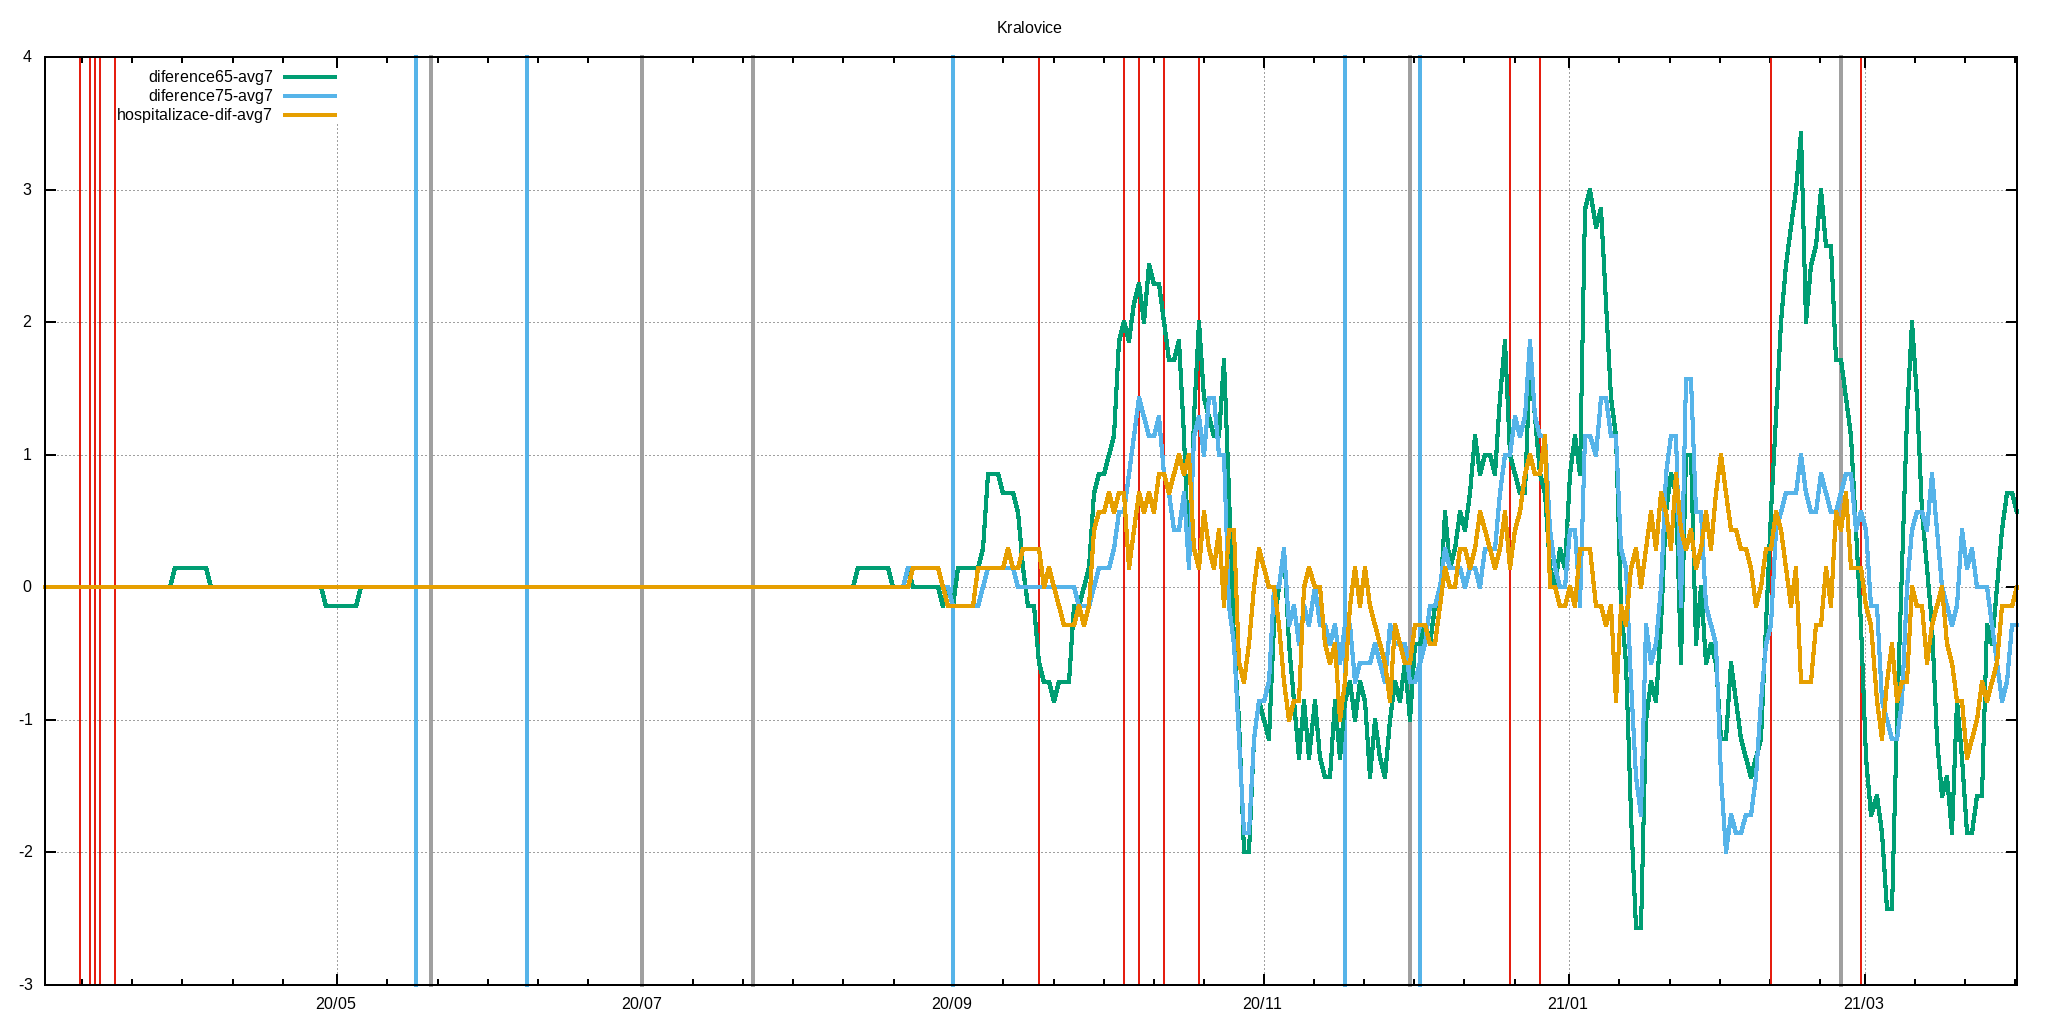 Kralovice
4
diference65-avg7
diference75-avg7
hospitalizace-dif-avg7
3
2
1
0
-1
-2
-3
20/05 20/07 20/09 20/11 21/01 21/03